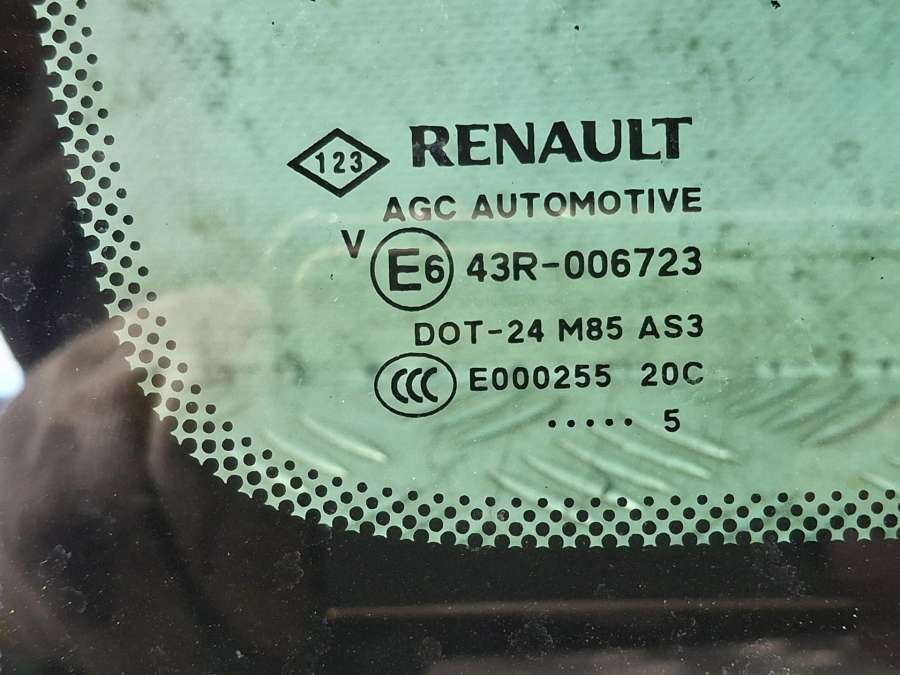 123 RENAULT
AGC AUTOMOTIVE
V E6 43R-006723
DOT-24 M85 AS3
CCC E000255 20C
..... 5